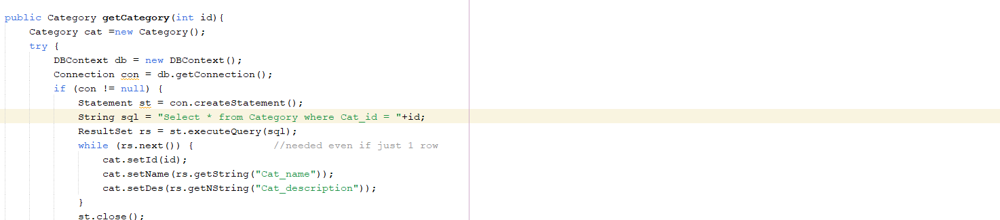 public Category getCategory(int id){
Category cat =new Category();
try {
DBContext db = new DBContext();
Connection con = db.getConnection();
if (con != null) {
Statement st = con.createStatement();
String sql = "Select * from Category where Cat_id = "+id;
ResultSet rs = st.executeQuery(sql);
while (rs.next()) { //needed even if just 1 row
cat.setId(id);
cat.setName(rs.getString("Cat_name"));
cat.setDes(rs.getNString("Cat_description"));
}
st.close();